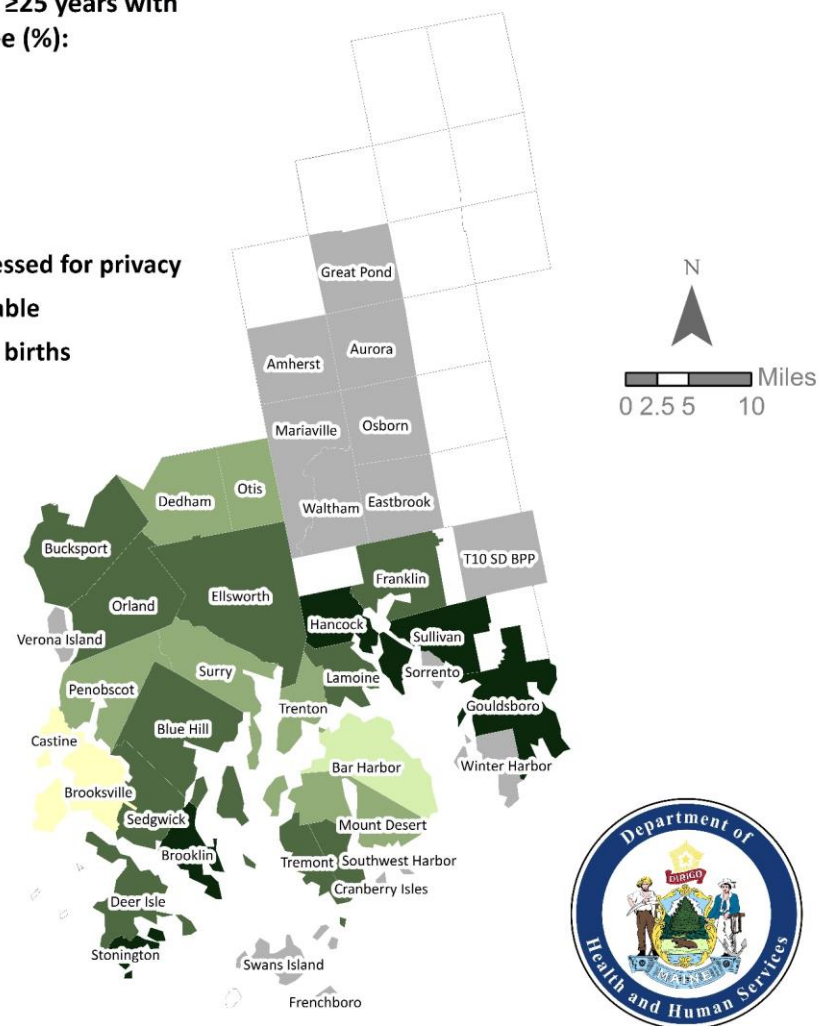 ≥25 years with
e (%):
essed for privacy
able
births
N
Miles
0 2.5 5 10
Great Pond
Amherst
Aurora
Mariaville
Osborn
Waltham
Eastbrook
Dedham
Otis
Bucksport
Orland
Ellsworth
Franklin
T10 SD BPP
Verona Island
Hancock
Sullivan
Surry
Lamoine
Sorrento
Penobscot
Trenton
Gouldsboro
Castine
Blue Hill
Bar Harbor
Winter Harbor
Brooksville
Sedgwick
Mount Desert
Brooklin
Tremont
Southwest Harbor
Cranberry Isles
Deer Isle
Stonington
Swans Island
Frenchboro
Department of
DIRIGO
MAINE
Health and Human Services